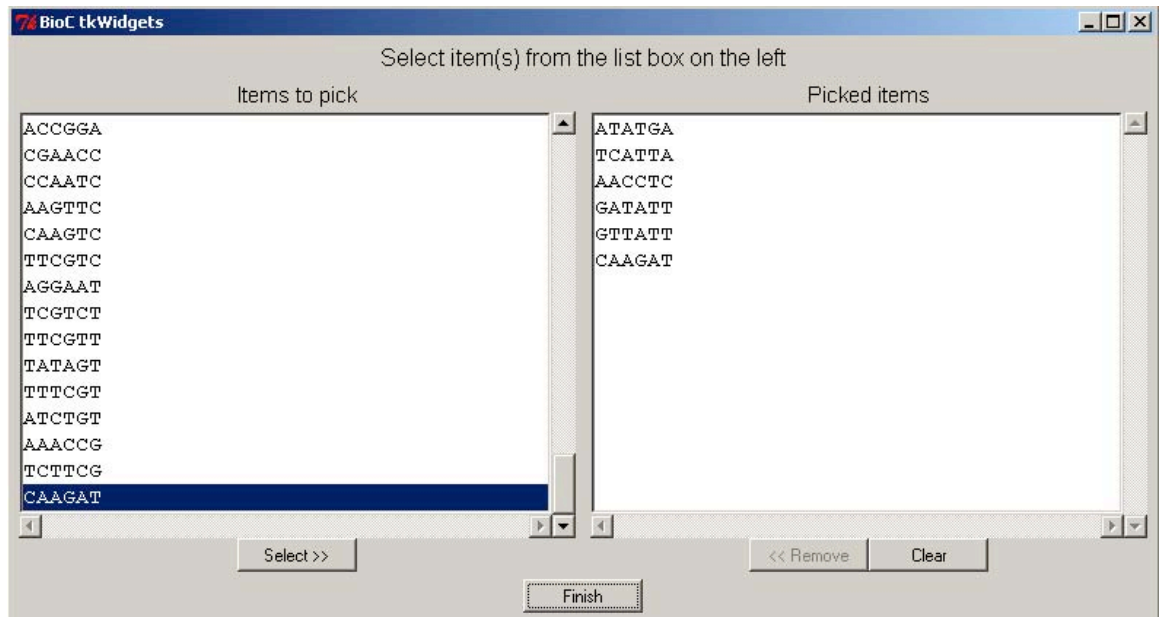 BioC tkWidgets
Select item(s) from the list box on the left
Items to pick
ACCGGA
CGAACC
CCAATC
AAGTTC
CAAGTC
TTCGTC
AGGAAT
TCGTCT
TTCGTT
TATAGT
TTTCGT
ATCTGT
AAACCG
TCTTCG
CAAGAT
Select >>
Picked items
ATATGA
TCATTA
AACCTC
GATATT
GTTATT
CAAGAT
<< Remove
Clear
Finish